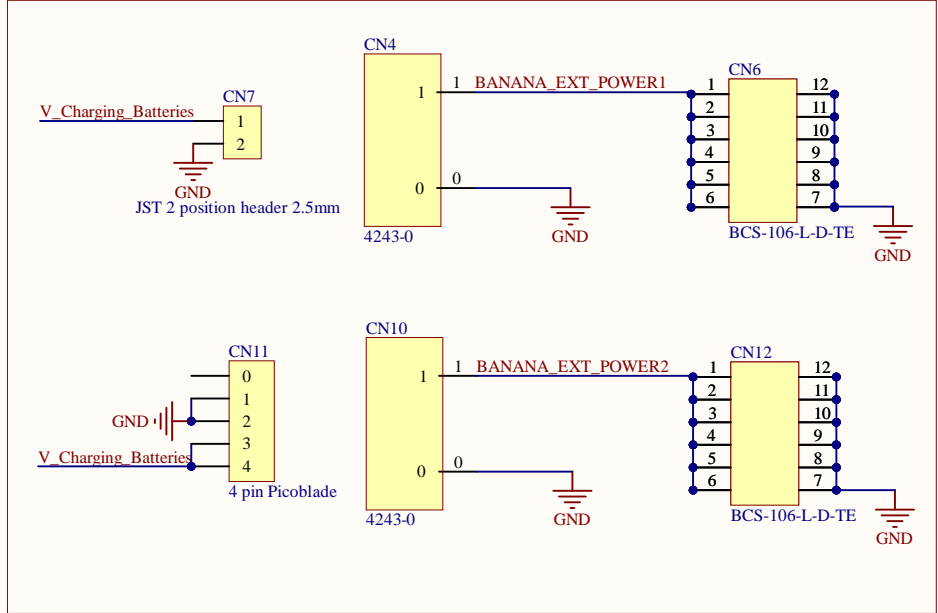 CN7
V_Charging_Batteries
1
2
GND
JST 2 position header 2.5mm
CN4
1
1
BANANA_EXT_POWER1
0
0
GND
4243-0
CN6
1
12
2
11
3
10
4
9
5
8
6
7
BCS-106-L-D-TE
GND
CN11
0
1
GND
2
3
V_Charging_Batteries
4
4 pin Picoblade
CN10
1
1
BANANA_EXT_POWER2
0
0
GND
4243-0
CN12
1
12
2
11
3
10
4
9
5
8
6
7
BCS-106-L-D-TE
GND